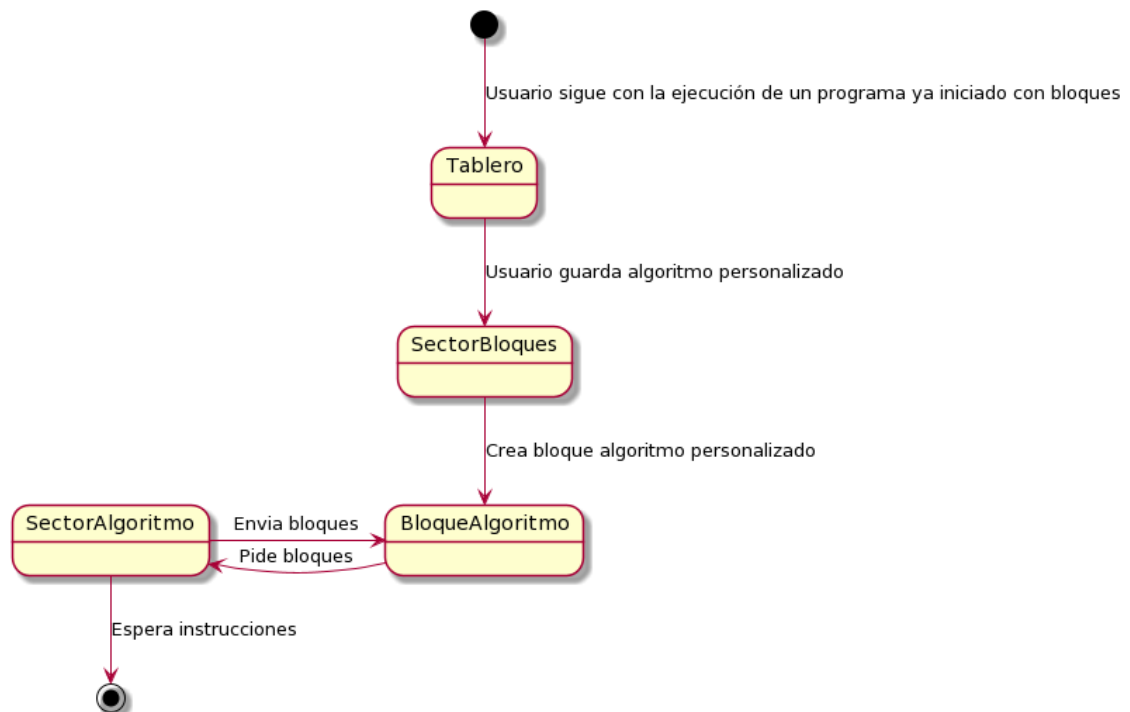 Usuario sigue con la ejecución de un programa ya iniciado con bloques
Tablero
Usuario guarda algoritmo personalizado
SectorBloques
Crea bloque algoritmo personalizado
SectorAlgoritmo
Envia bloques
BloqueAlgoritmo
Pide bloques
Espera instrucciones